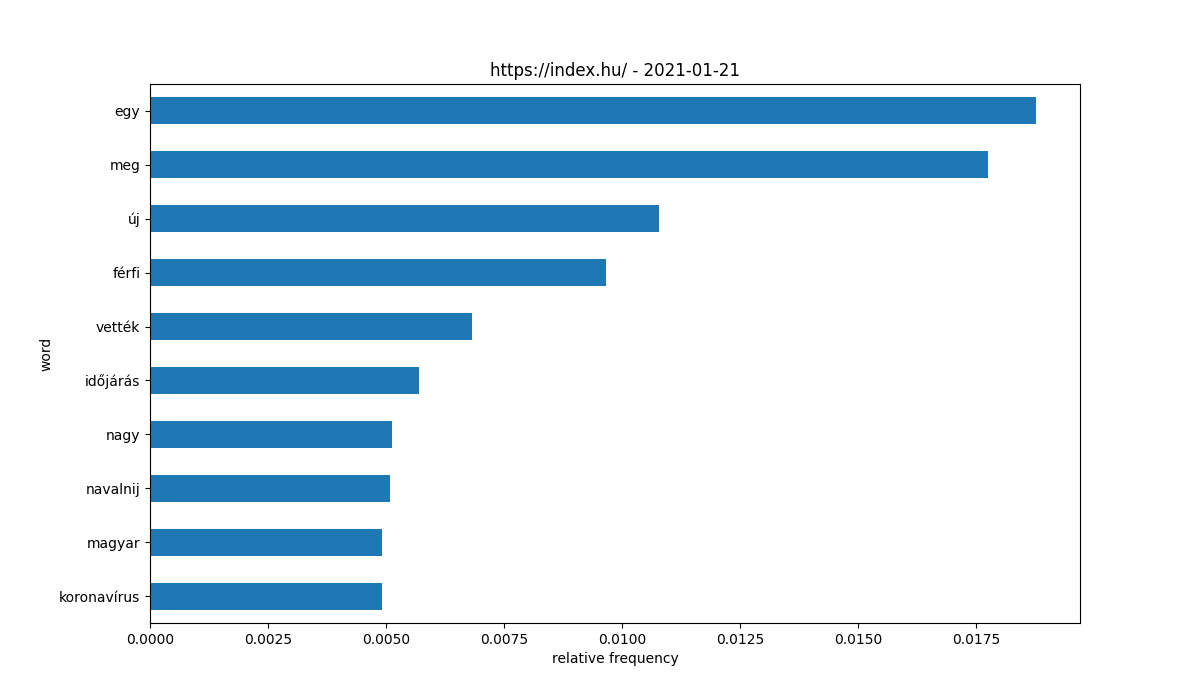 https://index.hu/ - 2021-01-21
egy
meg
új
férfi
vették
időjárás
nagy
navalnij
magyar
koronavírus
word
0.0000 0.0025 0.0050 0.0075 0.0100 0.0125 0.0150 0.0175
relative frequency